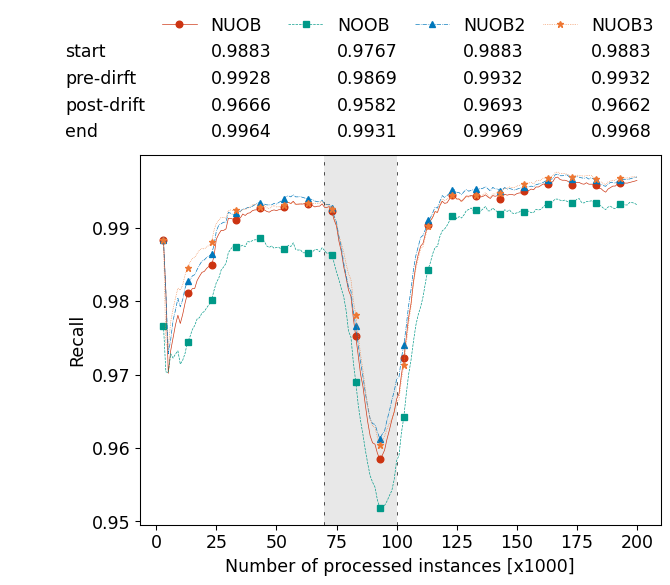 NUOB NOOB NUOB2 NUOB3
start 0.9883 0.9767 0.9883 0.9883
pre-dirft 0.9928 0.9869 0.9932 0.9932
post-drift 0.9666 0.9582 0.9693 0.9662
end 0.9964 0.9931 0.9969 0.9968
0.99
0.98
0.97
0.96
0.95
Recall
0 25 50 75 100 125 150 175 200
Number of processed instances [x1000]